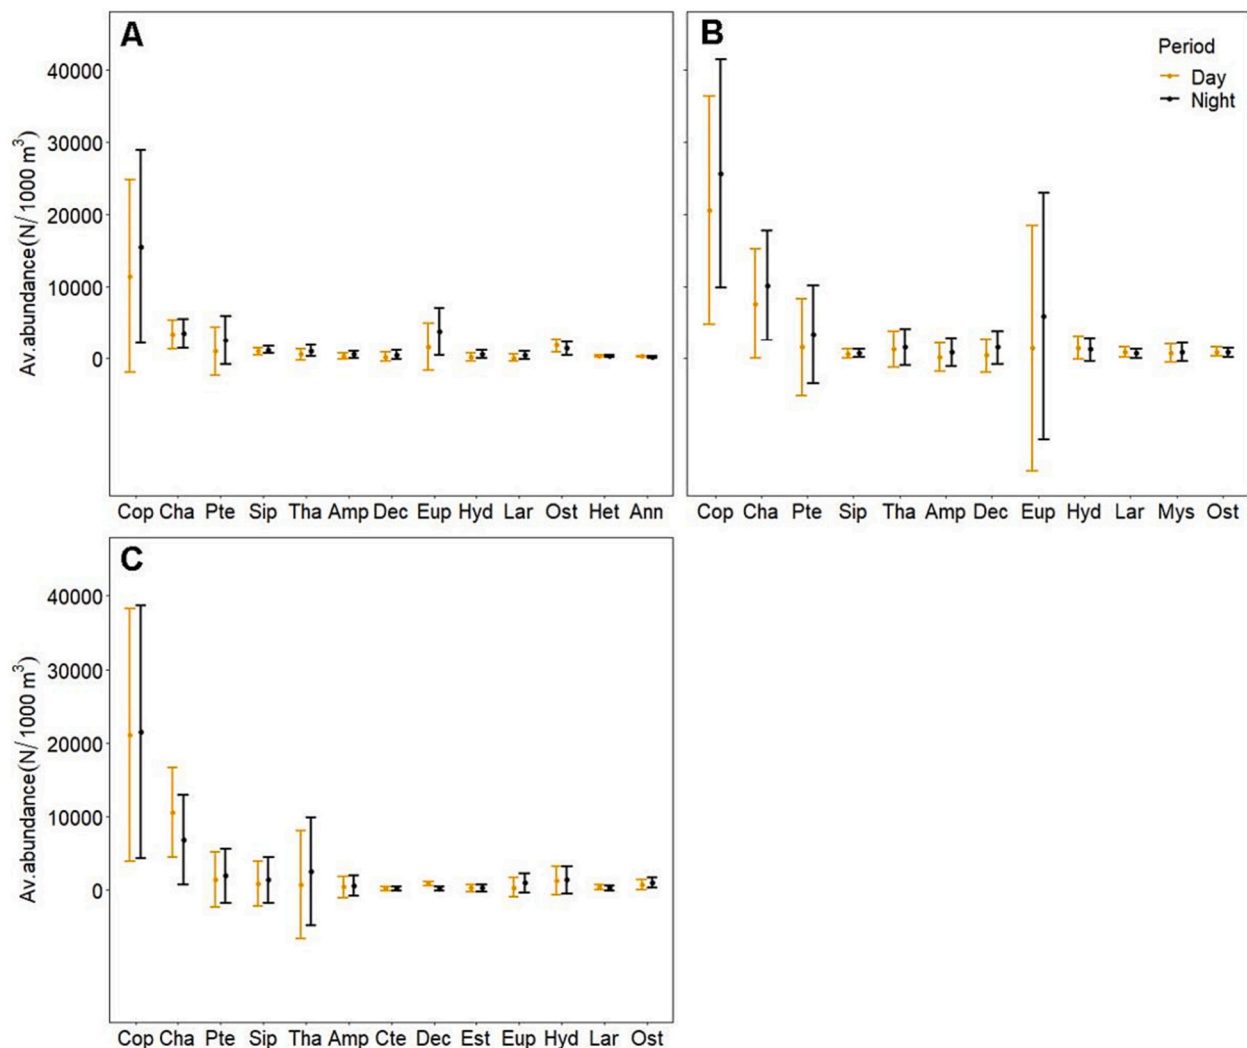 A
B
Period
Day
Night
Av.abundance(N/1000 m³)
40000
30000
20000
10000
0
Cop Cha Pte Sip Tha Amp Dec Eup Hyd Lar Ost Het Ann
Cop Cha Pte Sip Tha Amp Dec Eup Hyd Lar Mys Ost
C
Av.abundance(N/1000 m³)
40000
30000
20000
10000
0
Cop Cha Pte Sip Tha Amp Cte Dec Est Eup Hyd Lar Ost